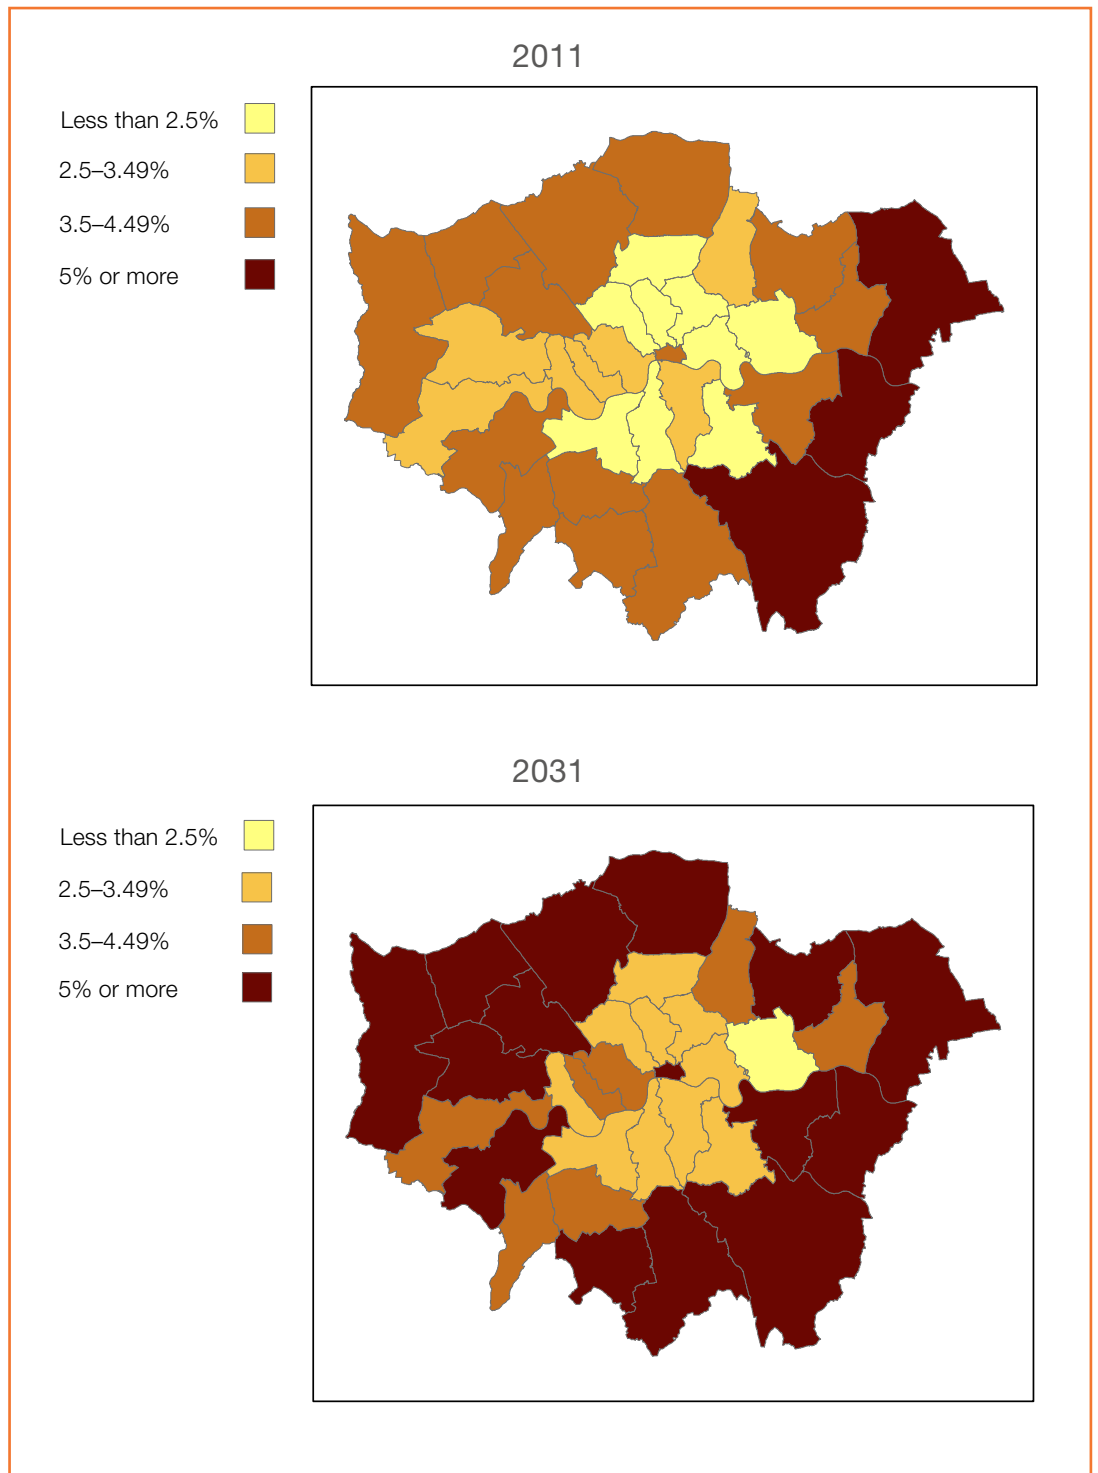 2011
Less than 2.5%
2.5–3.49%
3.5–4.49%
5% or more
2031
Less than 2.5%
2.5–3.49%
3.5–4.49%
5% or more